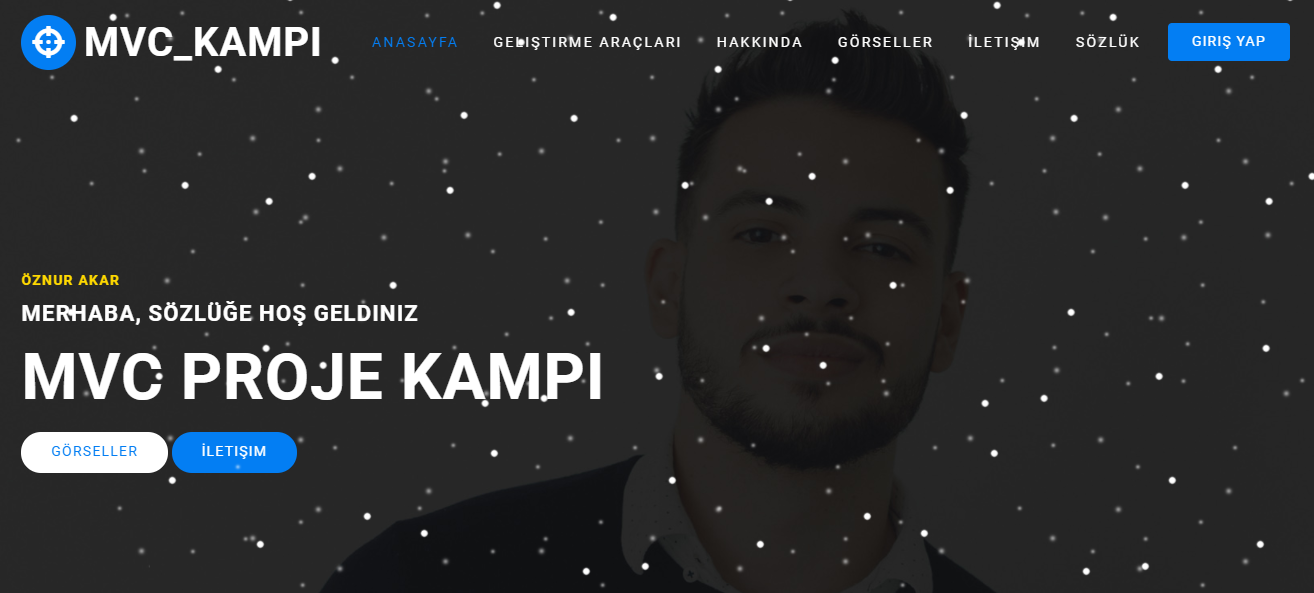 MVC_KAMPI
ANASAYFA
GELIŞTIRME ARAÇLARI
HAKKINDA
GÖRSELLER
İLETIŞIM
SÖZLÜK
GIRIŞ YAP
ÖZNUR AKAR
MERHABA, SÖZLÜĞE HOŞ GELDINIZ
MVC PROJE KAMPI
GÖRSELLER
İLETIŞIM